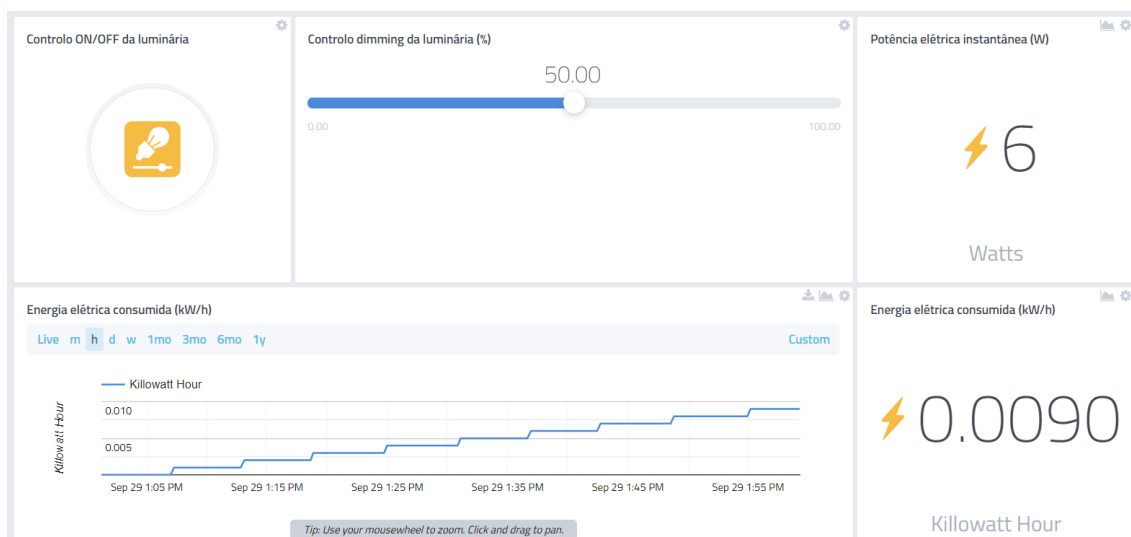 Controlo ON/OFF da luminária
Controlo dimming da luminária (%)
50.00
0.00 100.00
Potência elétrica instantânea (W)
6
Watts
Energia elétrica consumida (kW/h)
Live m h d w 1mo 3mo 6mo 1y Custom
Killowatt Hour
Killowatt Hour
0.010
0.005
Sep 29 1:05 PM Sep 29 1:15 PM Sep 29 1:25 PM Sep 29 1:35 PM Sep 29 1:45 PM Sep 29 1:55 PM
Tip: Use your mousewheel to zoom. Click and drag to pan.
Energia elétrica consumida (kW/h)
0.0090
Killowatt Hour